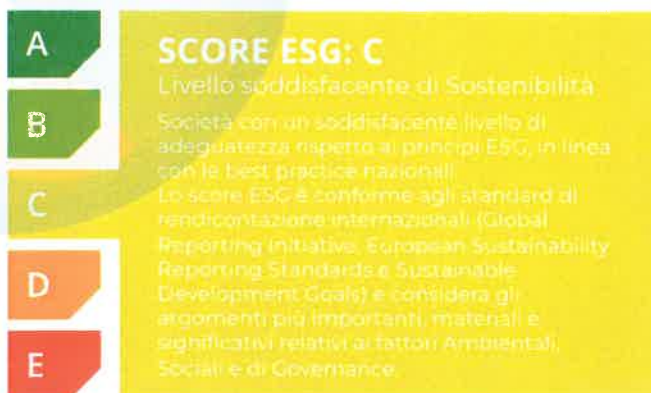 A
B
C
D
E
SCORE ESG: C
Livello soddisfacente di Sostenibilità
Società con un soddisfacente livello di
adeguatezza rispetto ai principi ESG, in linea
con le best practice nazionali.
Lo score ESG è conforme agli standard di
rendicontazione internazionali (Global
Reporting Initiative, European Sustainability
Reporting Standards e Sustainable
Development Goals) e considera gli
argomenti più importanti, materiali e
significativi relativi ai fattori Ambientali,
Sociali e di Governance.